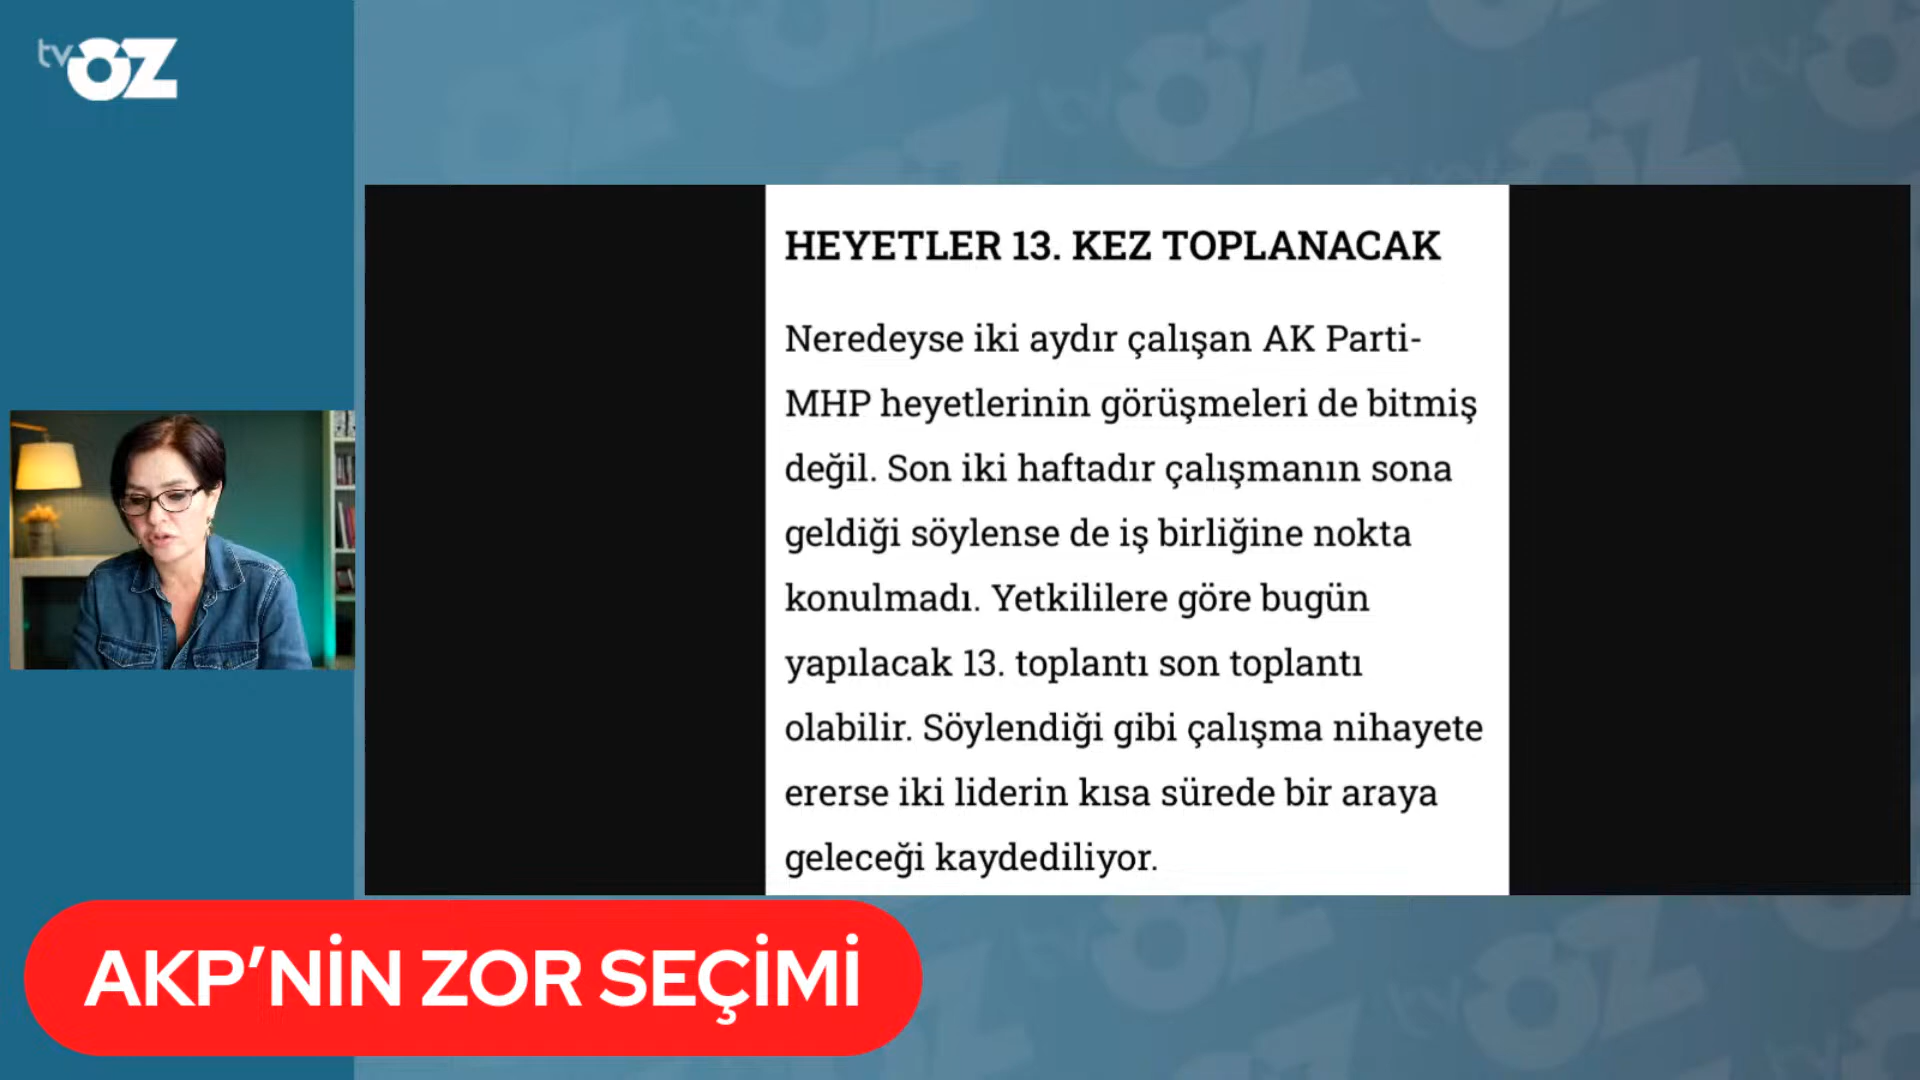 tvOZ
HEYETLER 13. KEZ TOPLANACAK
Neredeyse iki aydır çalışan AK Parti-
MHP heyetlerinin görüşmeleri de bitmiş
değil. Son iki haftadır çalışmanın sona
geldiği söylense de iş birliğine nokta
konulmadı. Yetkililere göre bugün
yapılacak 13. toplantı son toplantı
olabilir. Söylendiği gibi çalışma nihayete
ererse iki liderin kısa sürede bir araya
geleceği kaydediliyor.
AKP’NİN ZOR SEÇİMİ